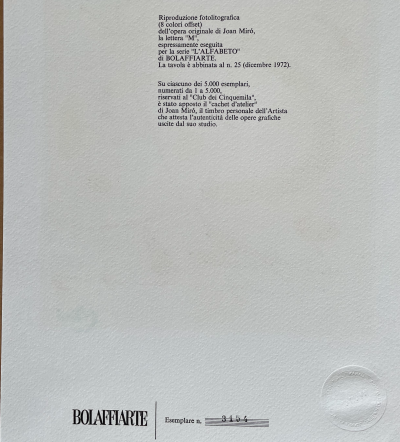 Riproduzione fotolitografica
(8 colori offset)
dell'opera originale di Joan Mirò,
la lettera "M",
espressamente eseguita
per la serie "L'ALFABETO"
di BOLAFFIARTE.
La tavola è abbinata al n. 25 (dicembre 1972).
Su ciascuno dei 5.000 esemplari,
numerati da 1 a 5.000,
riservati al "Club dei Cinquemila",
è stato apposto il "cachet d'atelier"
di Joan Mirò, il timbro personale dell'Artista
che attesta l'autenticità delle opere grafiche
uscite dal suo studio.
BOLAFFIARTE
Esemplare n. 3154